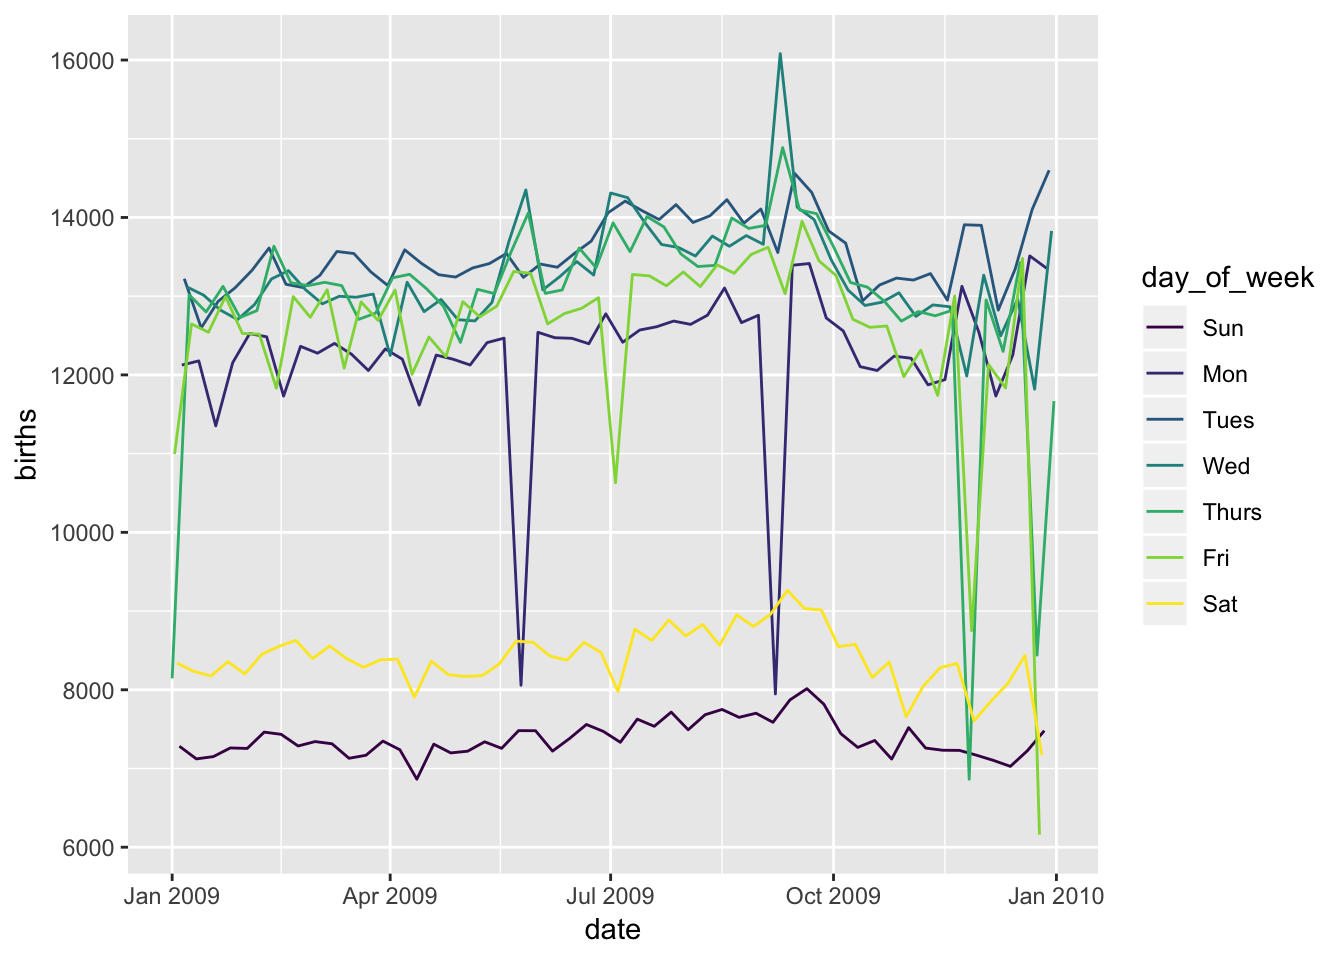 16000
14000
12000
10000
8000
6000
births
Jan 2009 Apr 2009 Jul 2009 Oct 2009 Jan 2010
date
day_of_week
Sun
Mon
Tues
Wed
Thurs
Fri
Sat